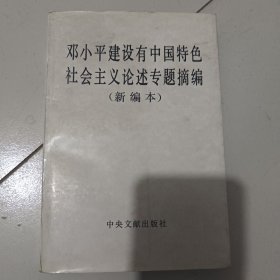 邓小平建设有中国特色
社会主义论述专题摘编
（新编本）
中央文献出版社